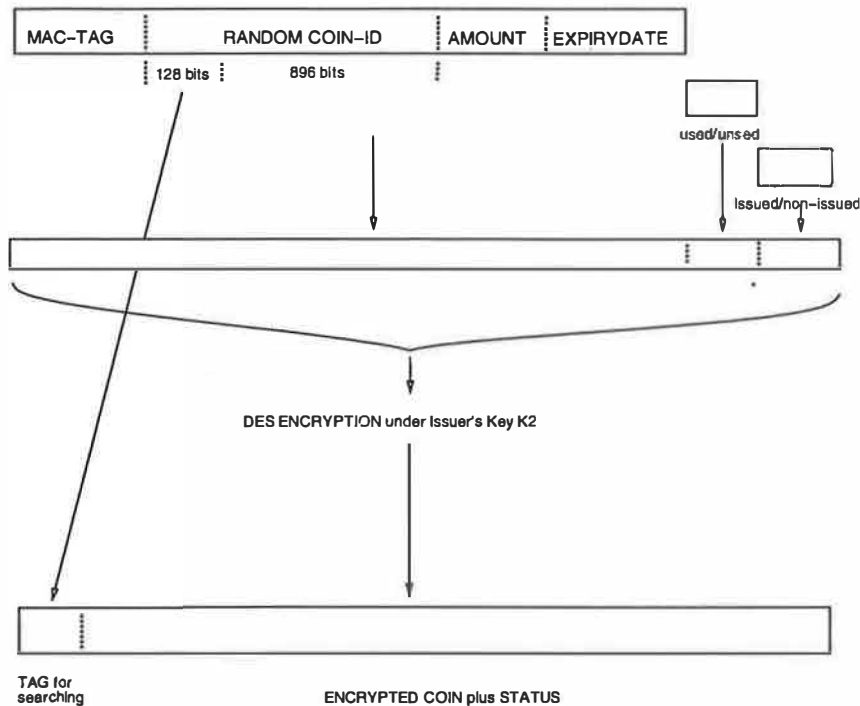 MAC-TAG RANDOM COIN-ID AMOUNT EXPIRYDATE
128 bits 896 bits
used/unsed
Issued/non-issued
DES ENCRYPTION under Issuer's Key K2
TAG for
searching
ENCRYPTED COIN plus STATUS